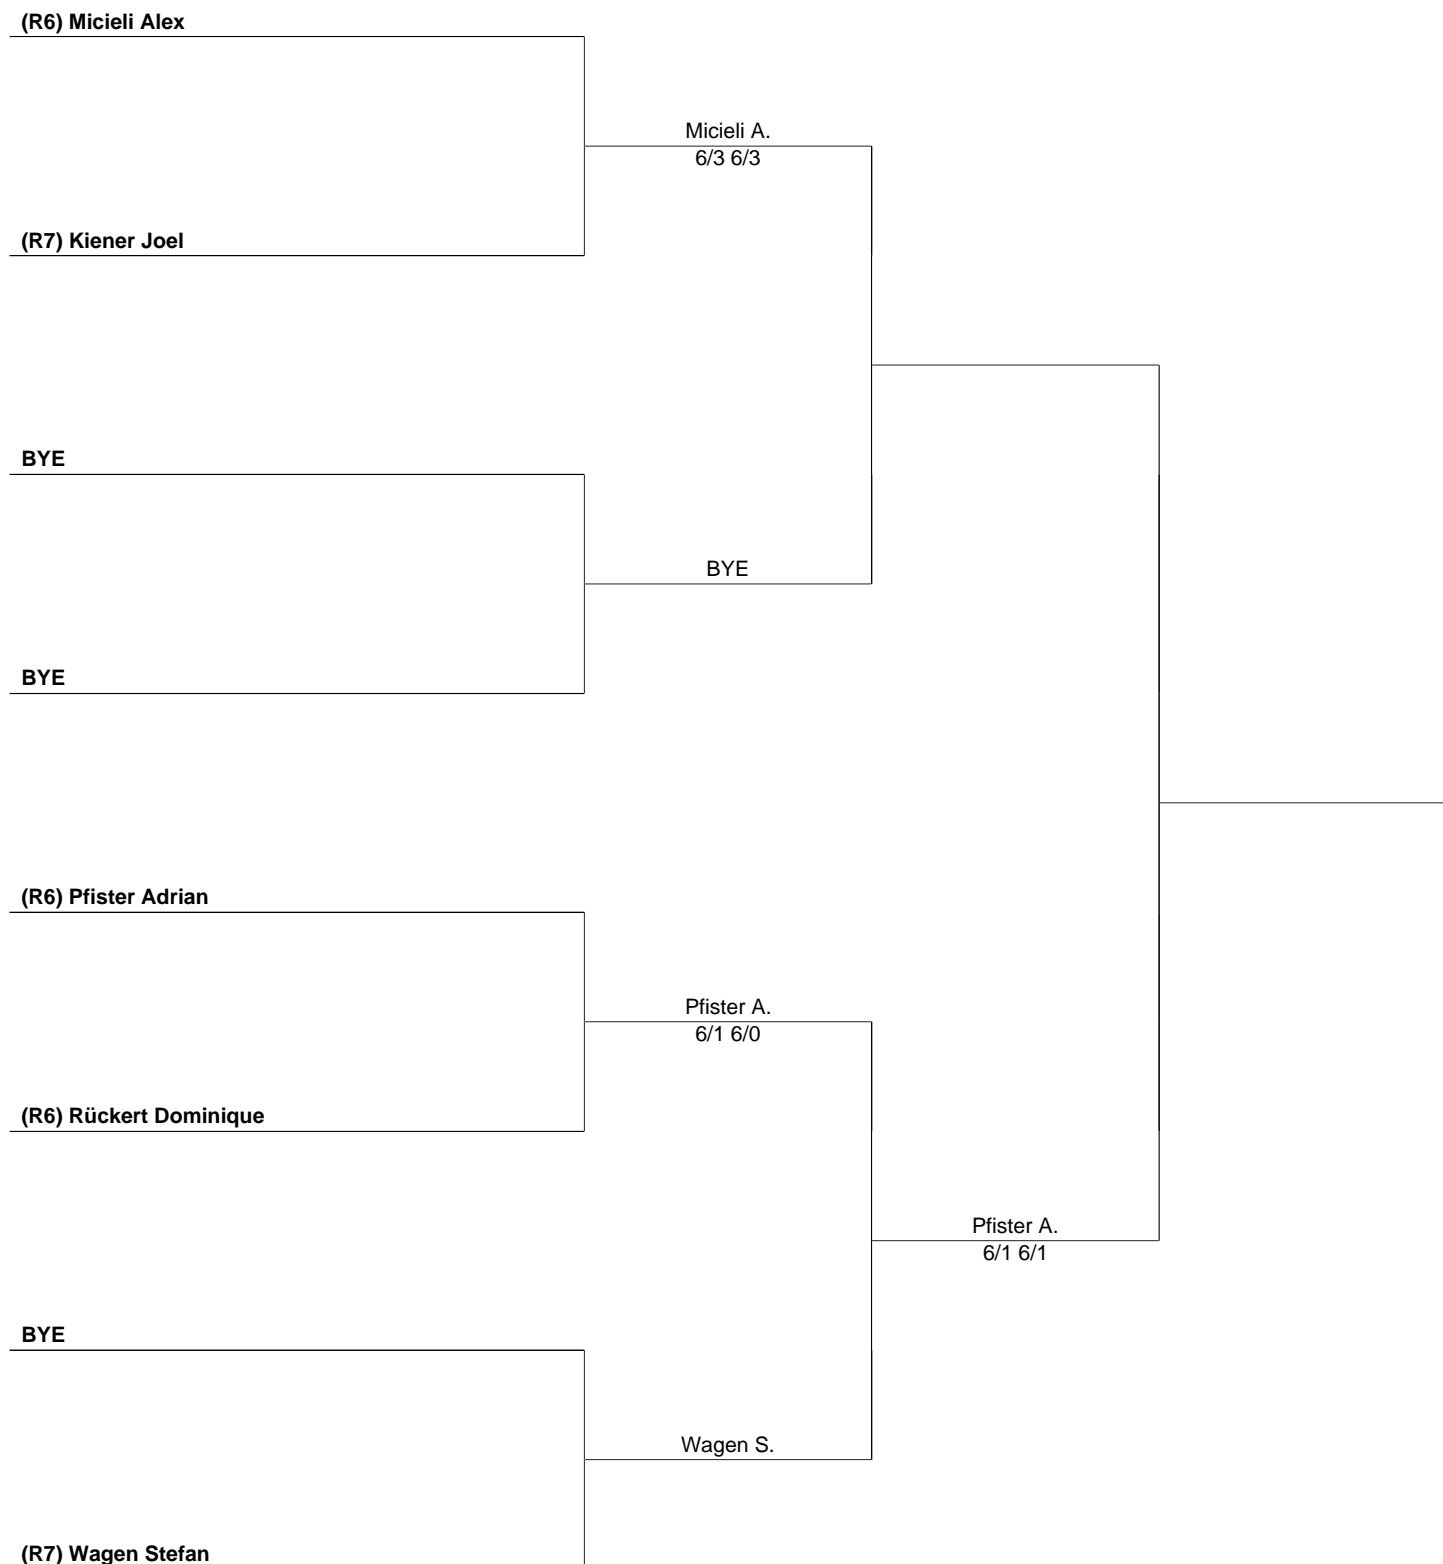 (R6) Micieli Alex
Micieli A.
6/3 6/3
(R7) Kiener Joel
BYE
BYE
BYE
(R6) Pfister Adrian
Pfister A.
6/1 6/0
(R6) Rückert Dominique
Pfister A.
6/1 6/1
BYE
Wagen S.
(R7) Wagen Stefan